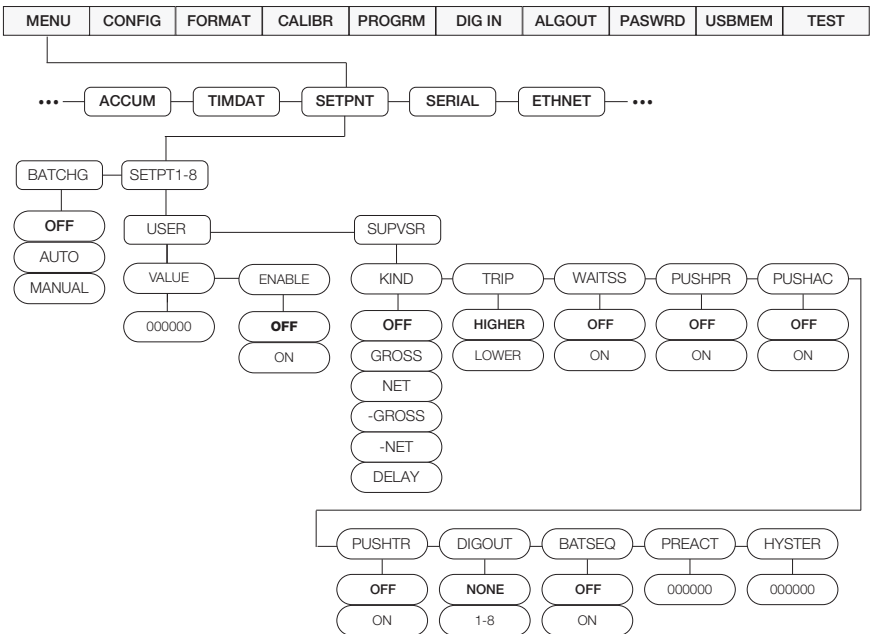 MENU CONFIG FORMAT CALIBR PROGRM DIG IN ALGOUT PASWRD USBMEM TEST
••• ACCUM TIMDAT SETPNT SERIAL ETHNET •••
BATCHG SETPT1-8
OFF USER SUPVSR
AUTO
MANUAL VALUE ENABLE KIND TRIP WAITSS PUSHPR PUSHAC
000000 OFF OFF HIGHER OFF OFF OFF
ON GROSS LOWER ON ON ON
NET
-GROSS
-NET
DELAY
PUSHTR DIGOUT BATSEQ PREACT HYSTER
OFF NONE OFF 000000 000000
ON 1-8 ON